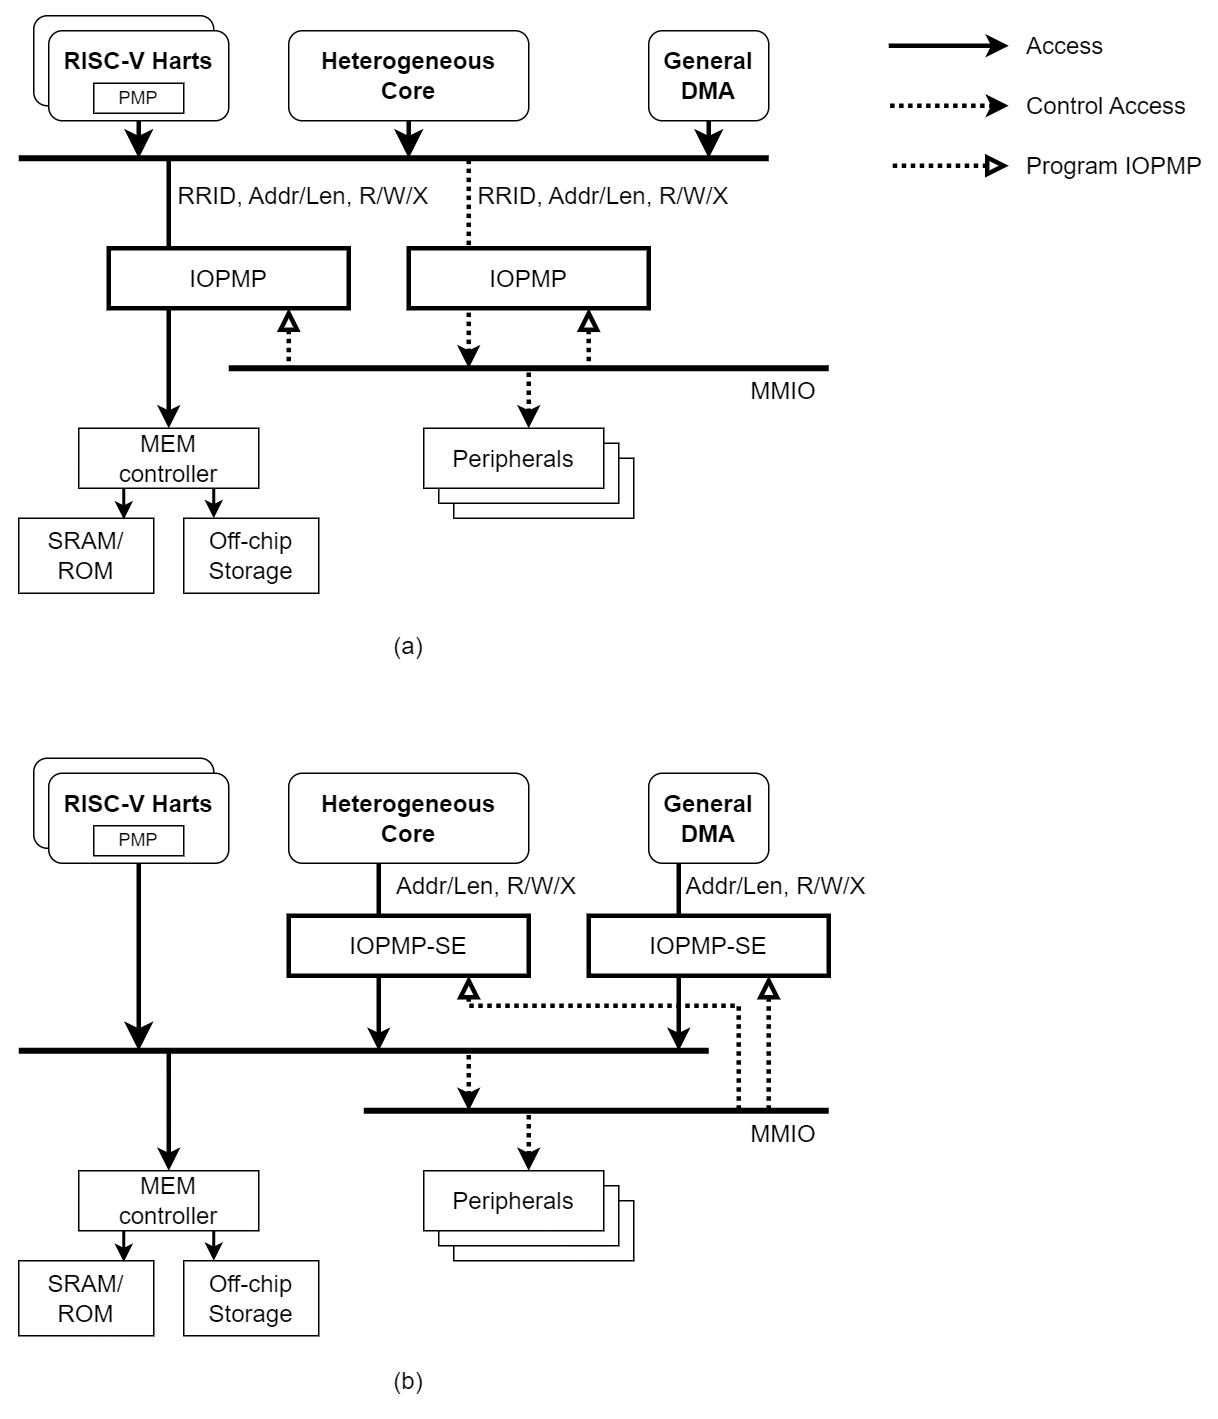 RISC-V Harts
PMP
Heterogeneous
Core
General
DMA
Access
Control Access
Program IOPMP
RRID, Addr/Len, R/W/X
RRID, Addr/Len, R/W/X
IOPMP
IOPMP
MMIO
MEM
controller
Peripherals
SRAM/
ROM
Off-chip
Storage
(a)
RISC-V Harts
PMP
Heterogeneous
Core
General
DMA
Addr/Len, R/W/X
Addr/Len, R/W/X
IOPMP-SE
IOPMP-SE
MMIO
MEM
controller
Peripherals
SRAM/
ROM
Off-chip
Storage
(b)